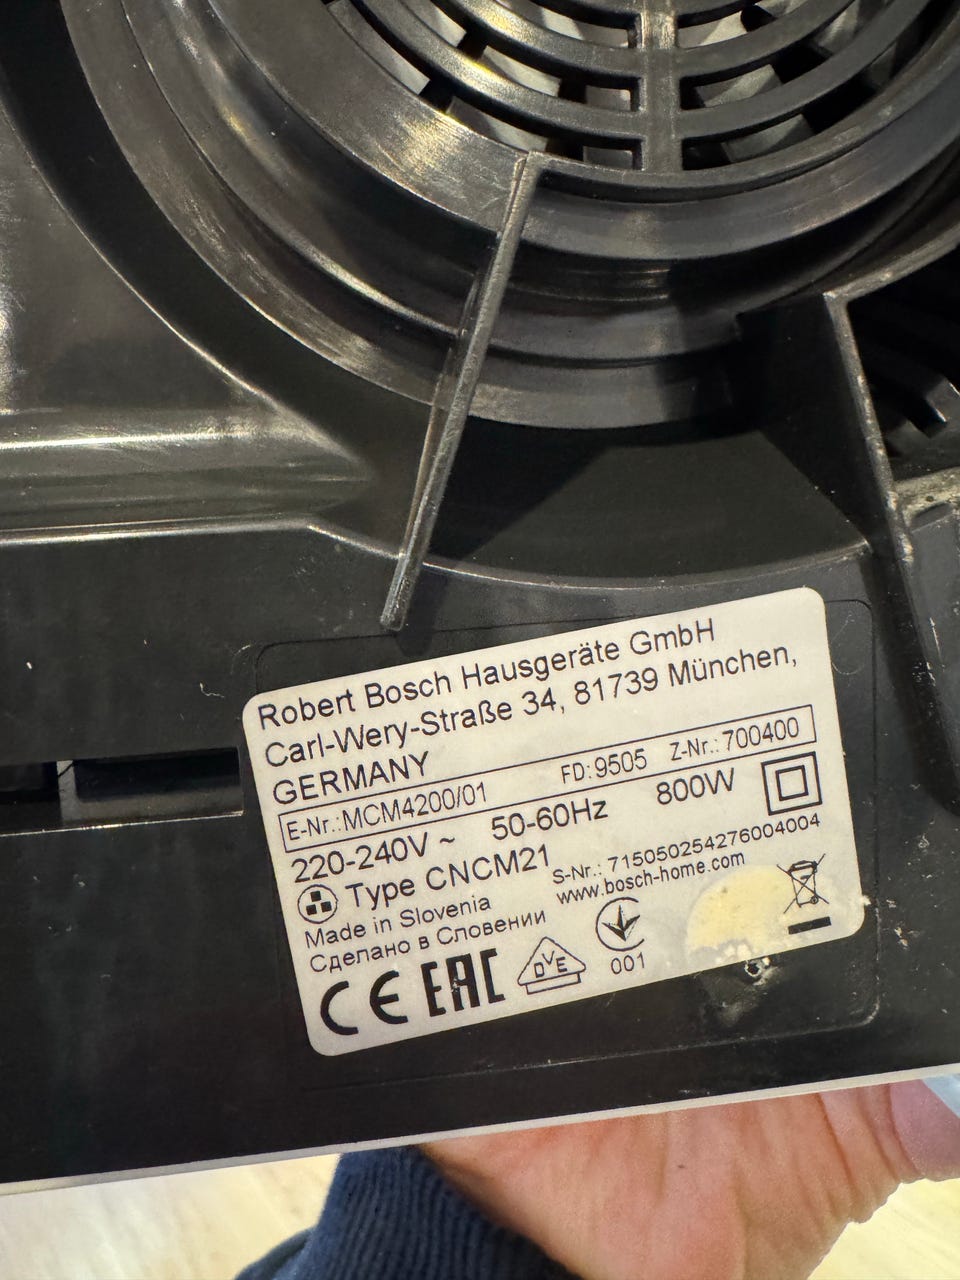 Robert Bosch Hausgeräte GmbH
Carl-Wery-Straße 34, 81739 München,
GERMANY
E-Nr.:MCM4200/01 FD:9505 Z-Nr.:700400
220-240V ~ 50-60Hz 800W
Type CNCM21 S-Nr.: 715050254276004004
Made in Slovenia www.bosch-home.com
Сделано в Словении
CE EAC DVE 001